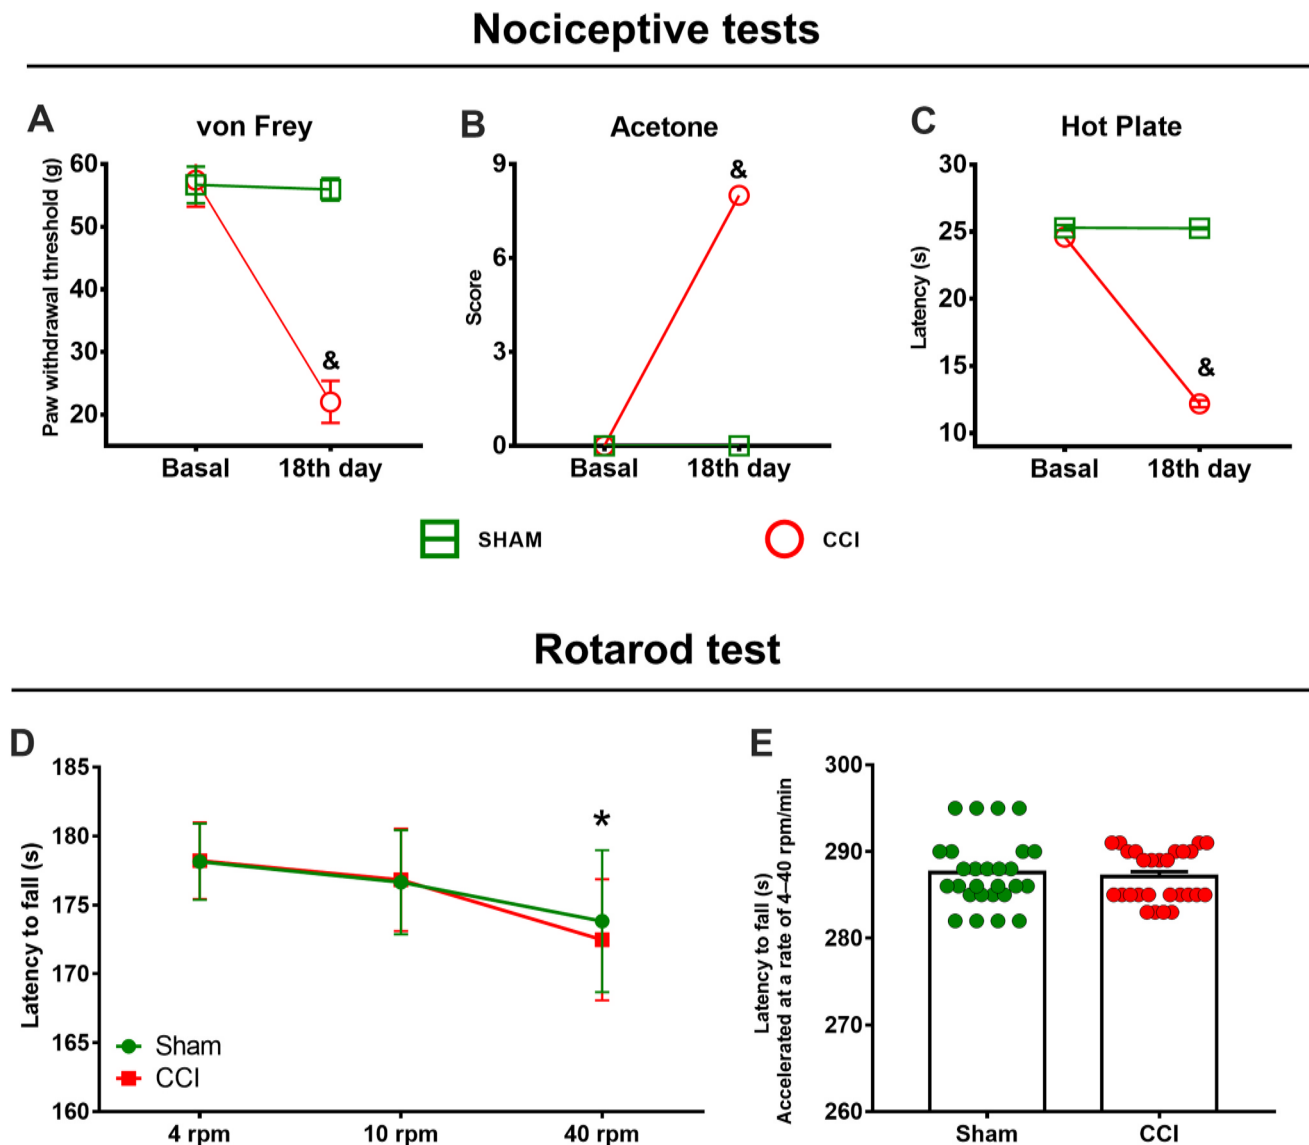 Nociceptive tests
A
von Frey
Paw withdrawal threshold (g)
60
50
40
30
20
&
Basal
18th day
B
Acetone
Score
9
6
3
0
&
Basal
18th day
C
Hot Plate
Latency (s)
30
25
20
15
10
&
Basal
18th day
SHAM
CCI
Rotarod test
D
Latency to fall (s)
185
180
175
170
165
160
*
Sham
CCI
4 rpm
10 rpm
40 rpm
E
Latency to fall (s)
Accelerated at a rate of 4–40 rpm/min
300
290
280
270
260
Sham
CCI